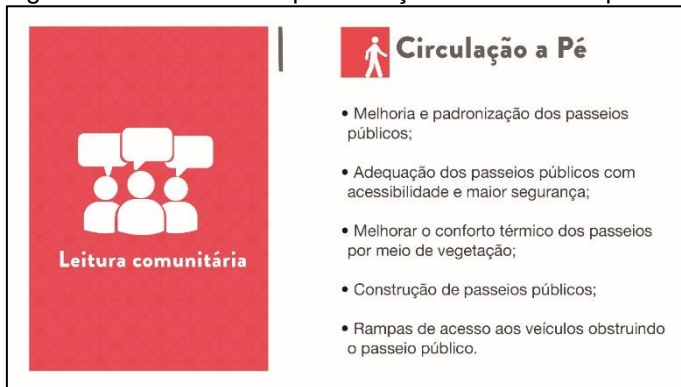 Leitura comunitária
Circulação a Pé
• Melhoria e padronização dos passeios
públicos;
• Adequação dos passeios públicos com
acessibilidade e maior segurança;
• Melhorar o conforto térmico dos passeios
por meio de vegetação;
• Construção de passeios públicos;
• Rampas de acesso aos veículos obstruindo
o passeio público.